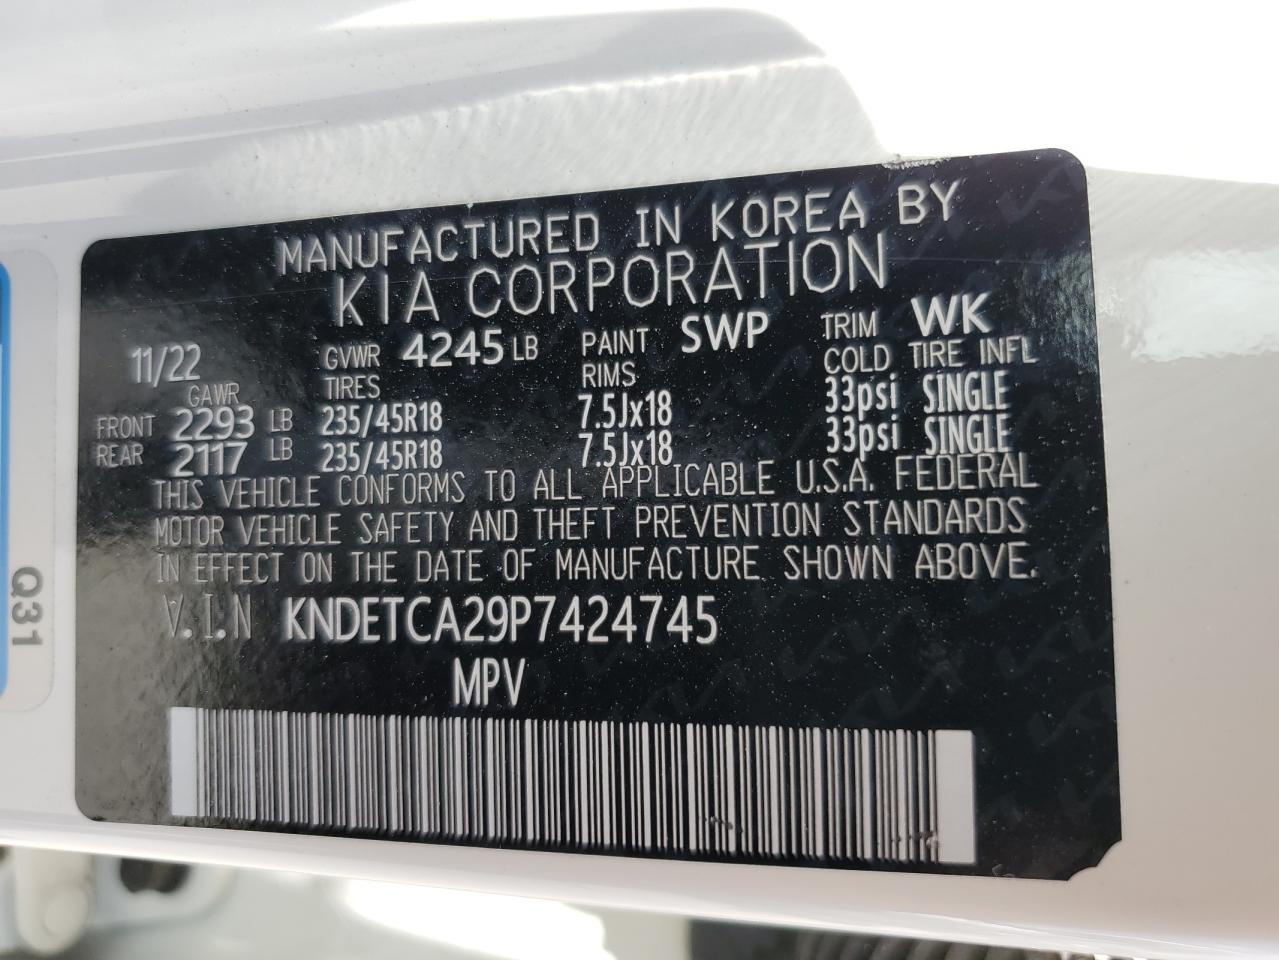 MANUFACTURED IN KOREA BY
KIA CORPORATION
11/22 GVWR 4245 LB PAINT SWP TRIM WK
GAWR TIRES RIMS COLD TIRE INFL
FRONT 2293 LB 235/45R18 7.5Jx18 33psi SINGLE
REAR 2117 LB 235/45R18 7.5Jx18 33psi SINGLE
THIS VEHICLE CONFORMS TO ALL APPLICABLE U.S.A. FEDERAL
MOTOR VEHICLE SAFETY AND THEFT PREVENTION STANDARDS
IN EFFECT ON THE DATE OF MANUFACTURE SHOWN ABOVE.
V.I.N KNDETCA29P7424745
MPV
Q31